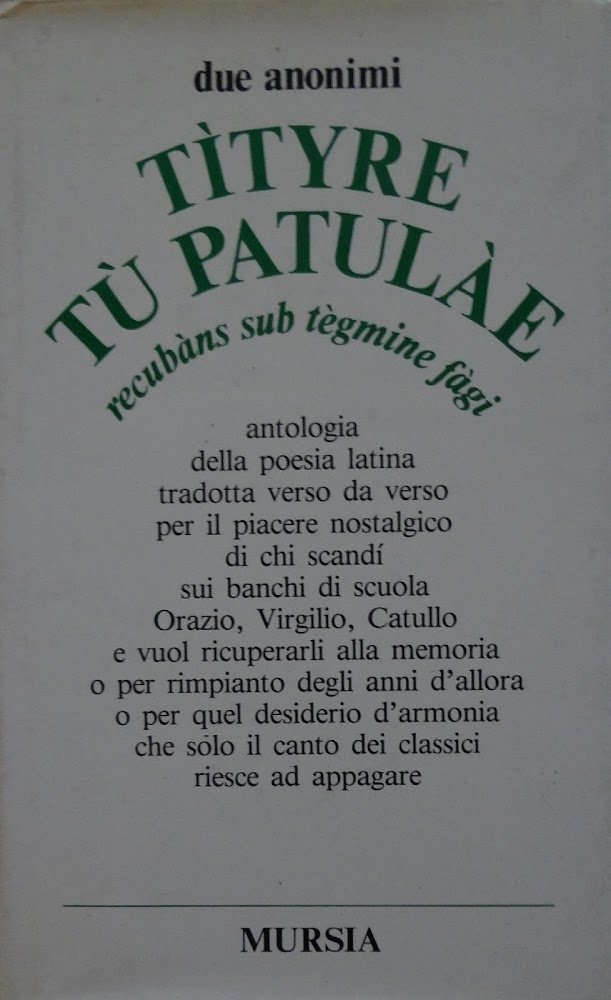 due anonimi
TÌTYRE
TÙ PATULÀE
recubàns sub tègmine fàgi
antologia
della poesia latina
tradotta verso da verso
per il piacere nostalgico
di chi scandí
sui banchi di scuola
Orazio, Virgilio, Catullo
e vuol ricuperarli alla memoria
o per rimpianto degli anni d'allora
o per quel desiderio d'armonia
che solo il canto dei classici
riesce ad appagare
MURSIA